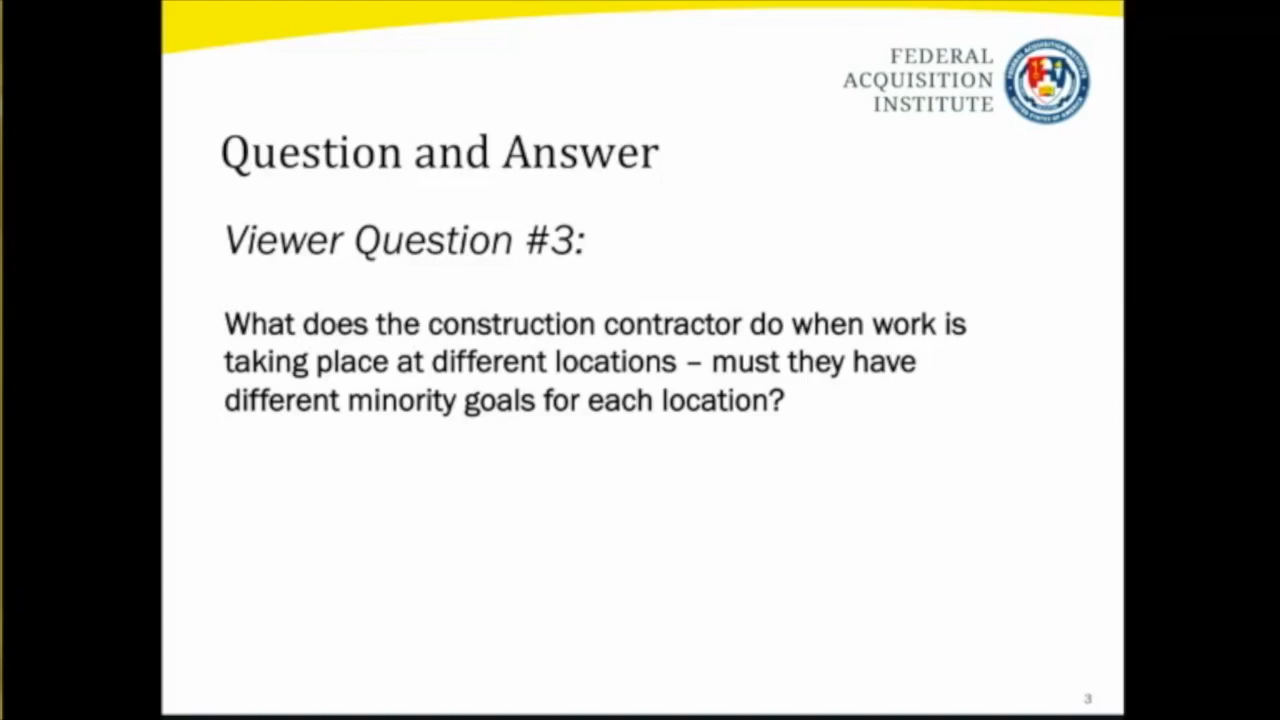 FEDERAL
ACQUISITION
INSTITUTE
Question and Answer
Viewer Question #3:
What does the construction contractor do when work is
taking place at different locations – must they have
different minority goals for each location?
3